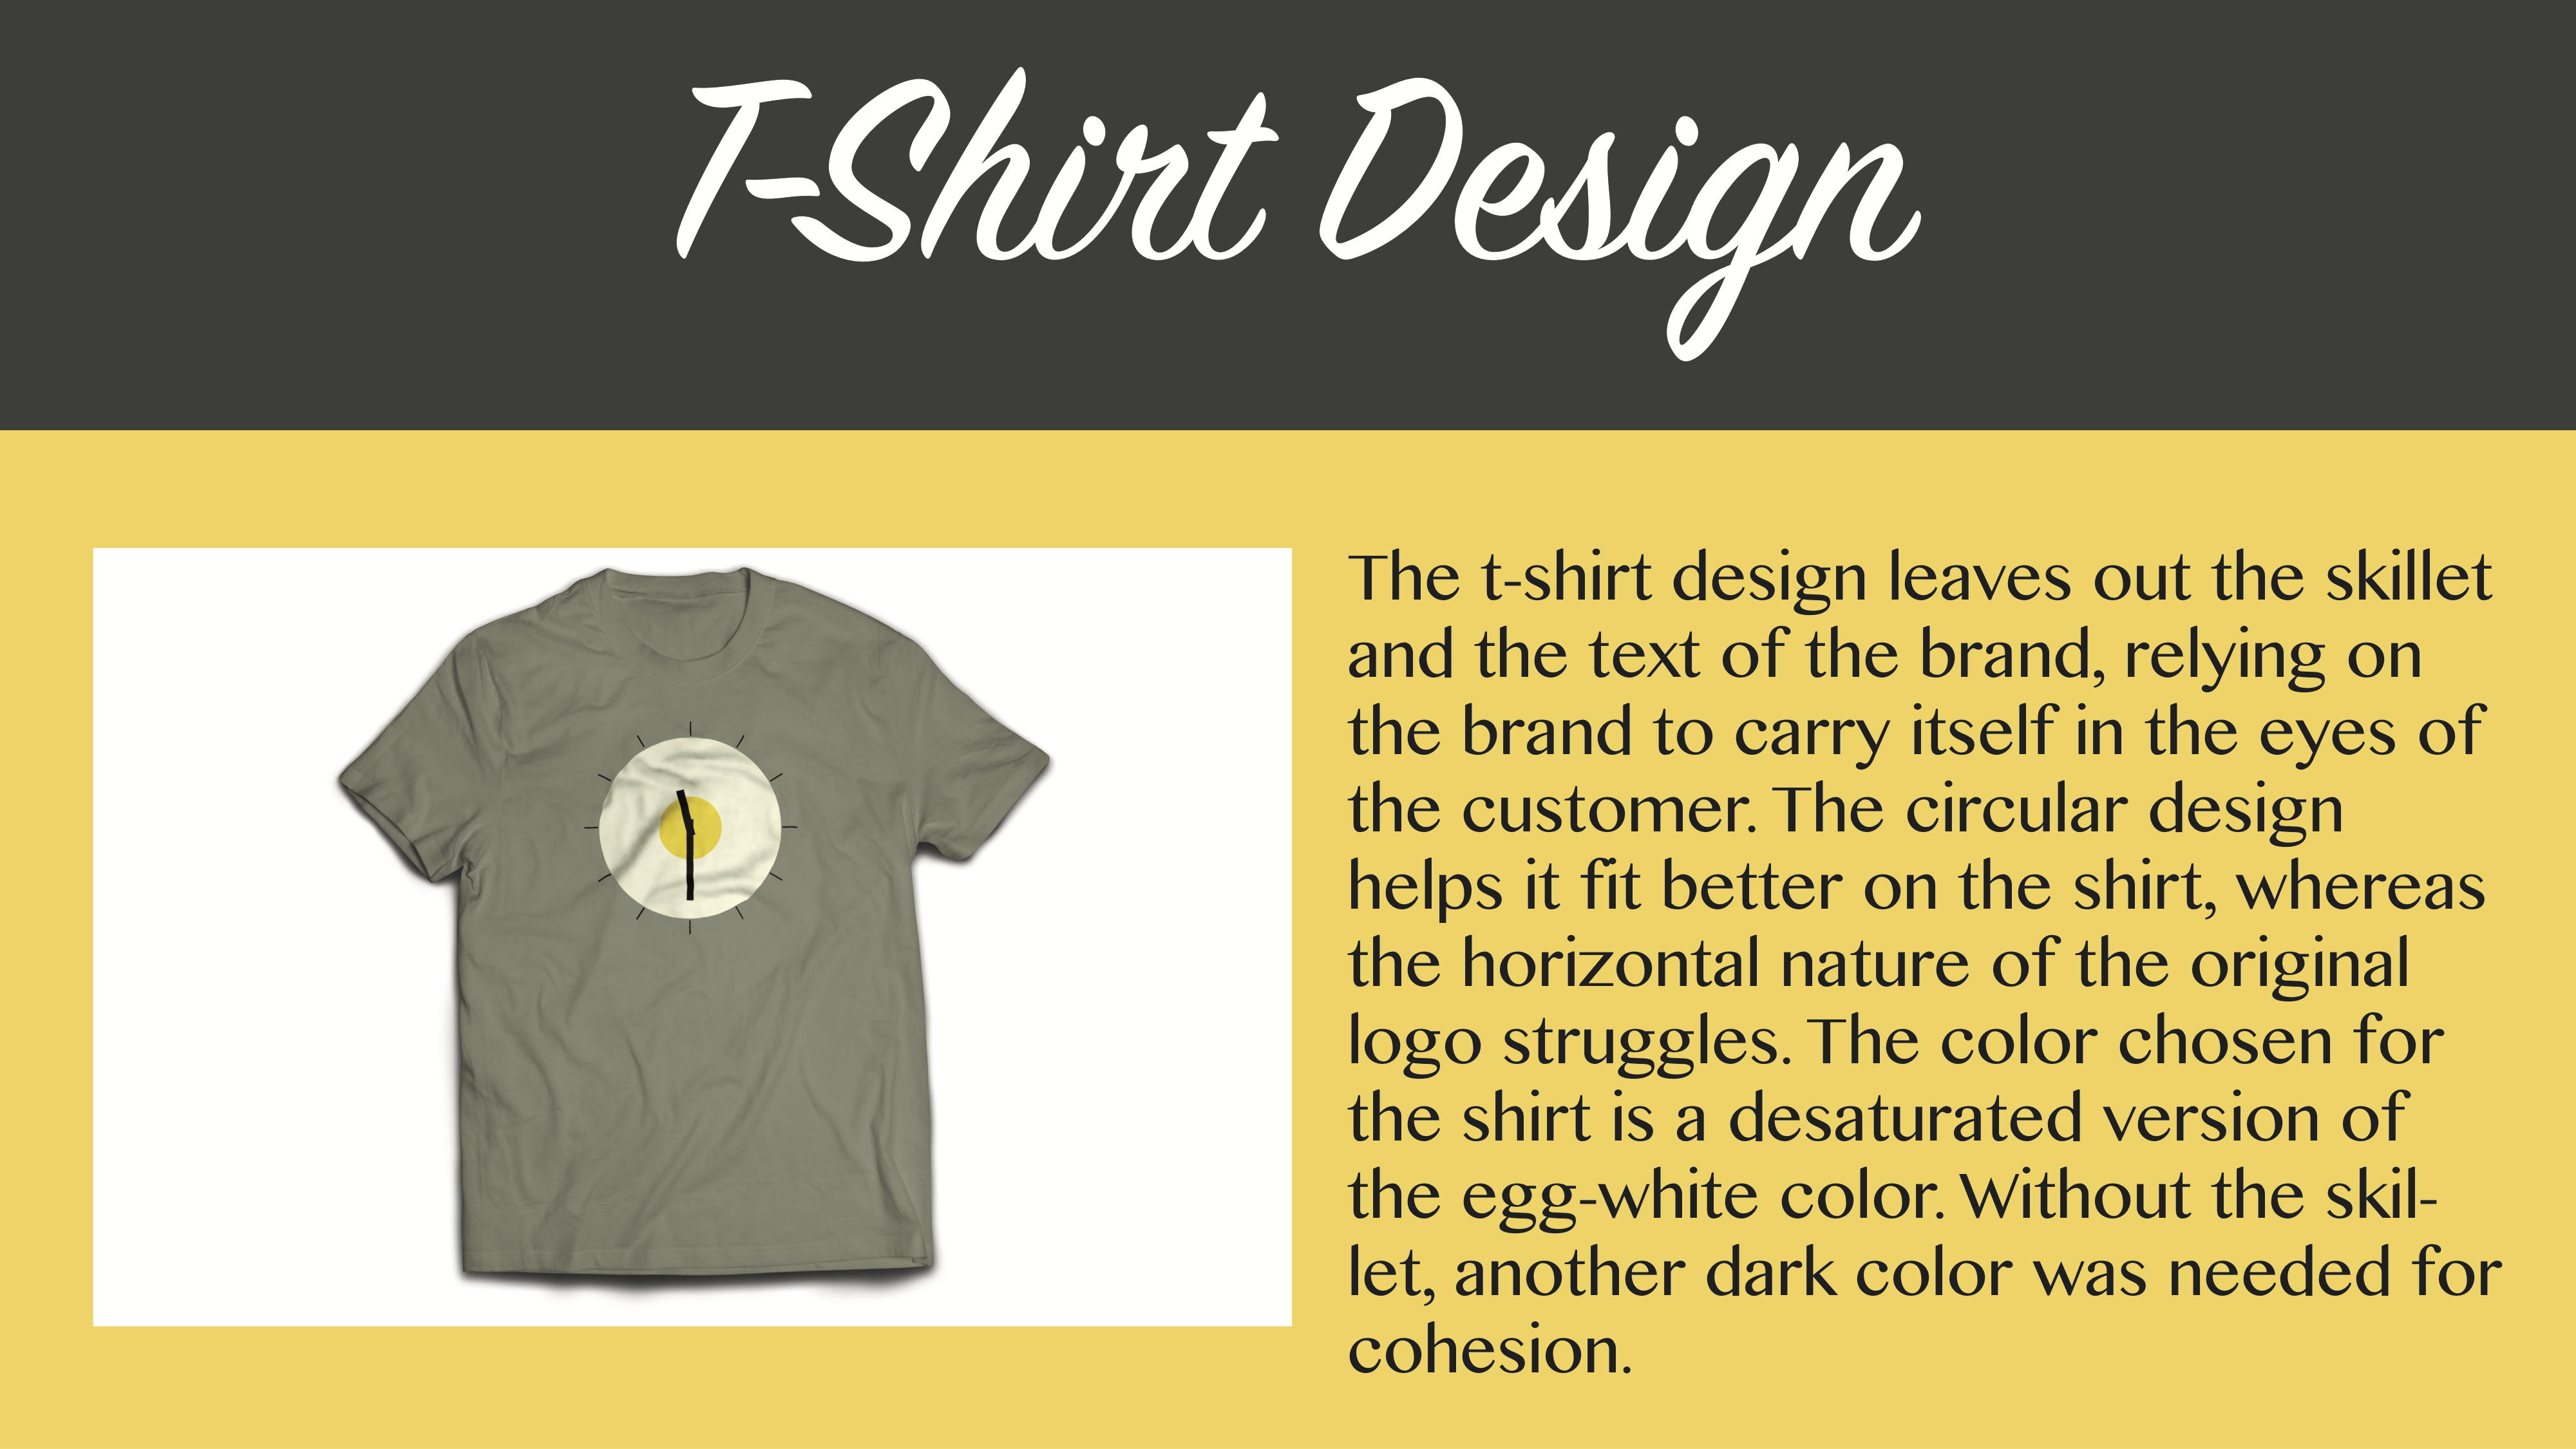 T-Shirt Design
The t-shirt design leaves out the skillet
and the text of the brand, relying on
the brand to carry itself in the eyes of
the customer. The circular design
helps it fit better on the shirt, whereas
the horizontal nature of the original
logo struggles. The color chosen for
the shirt is a desaturated version of
the egg-white color. Without the skil-
let, another dark color was needed for
cohesion.